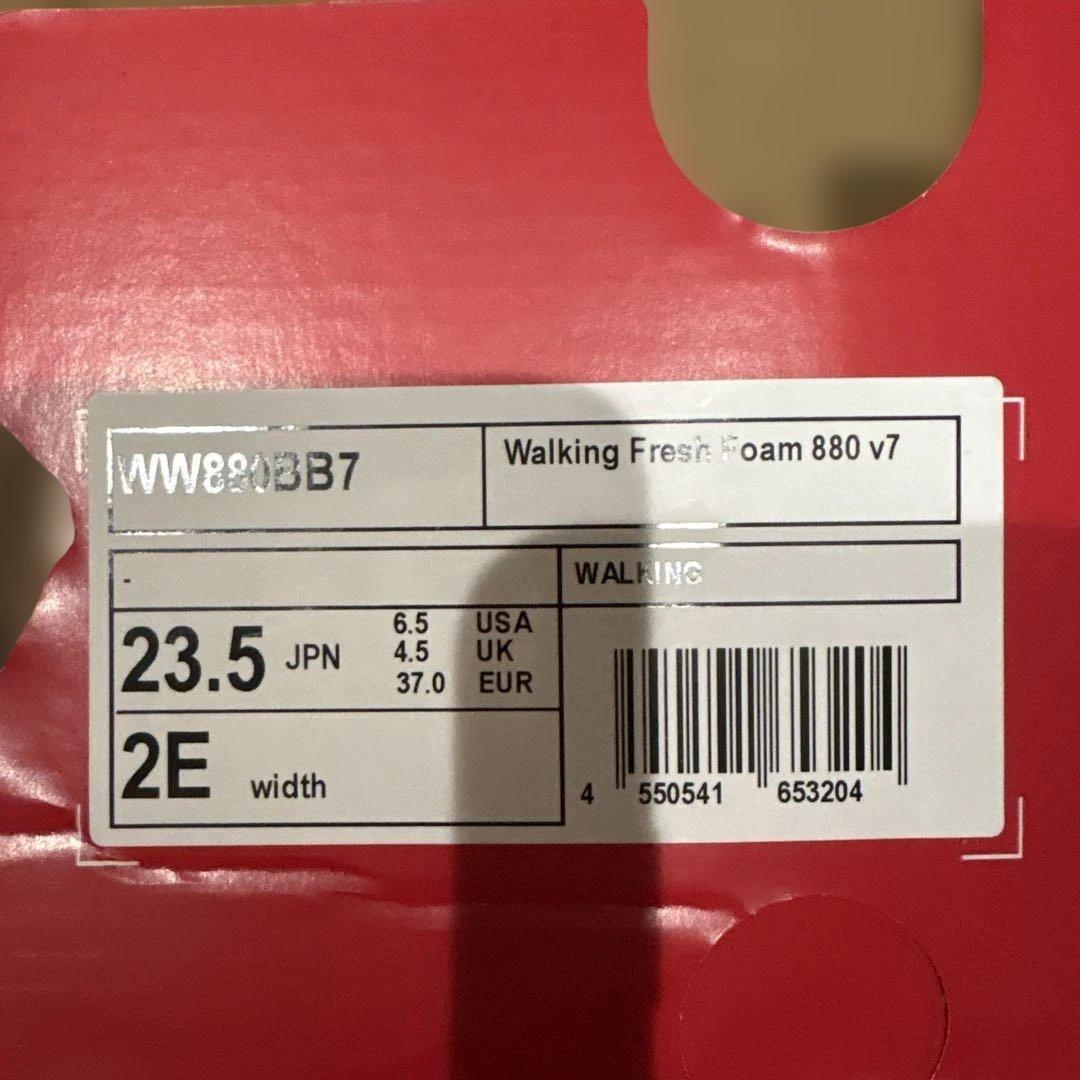 WW880BB7
Walking Fresh Foam 880 v7
-
WALKING
23.5 JPN
6.5 USA
4.5 UK
37.0 EUR
2E width
4 550541 653204